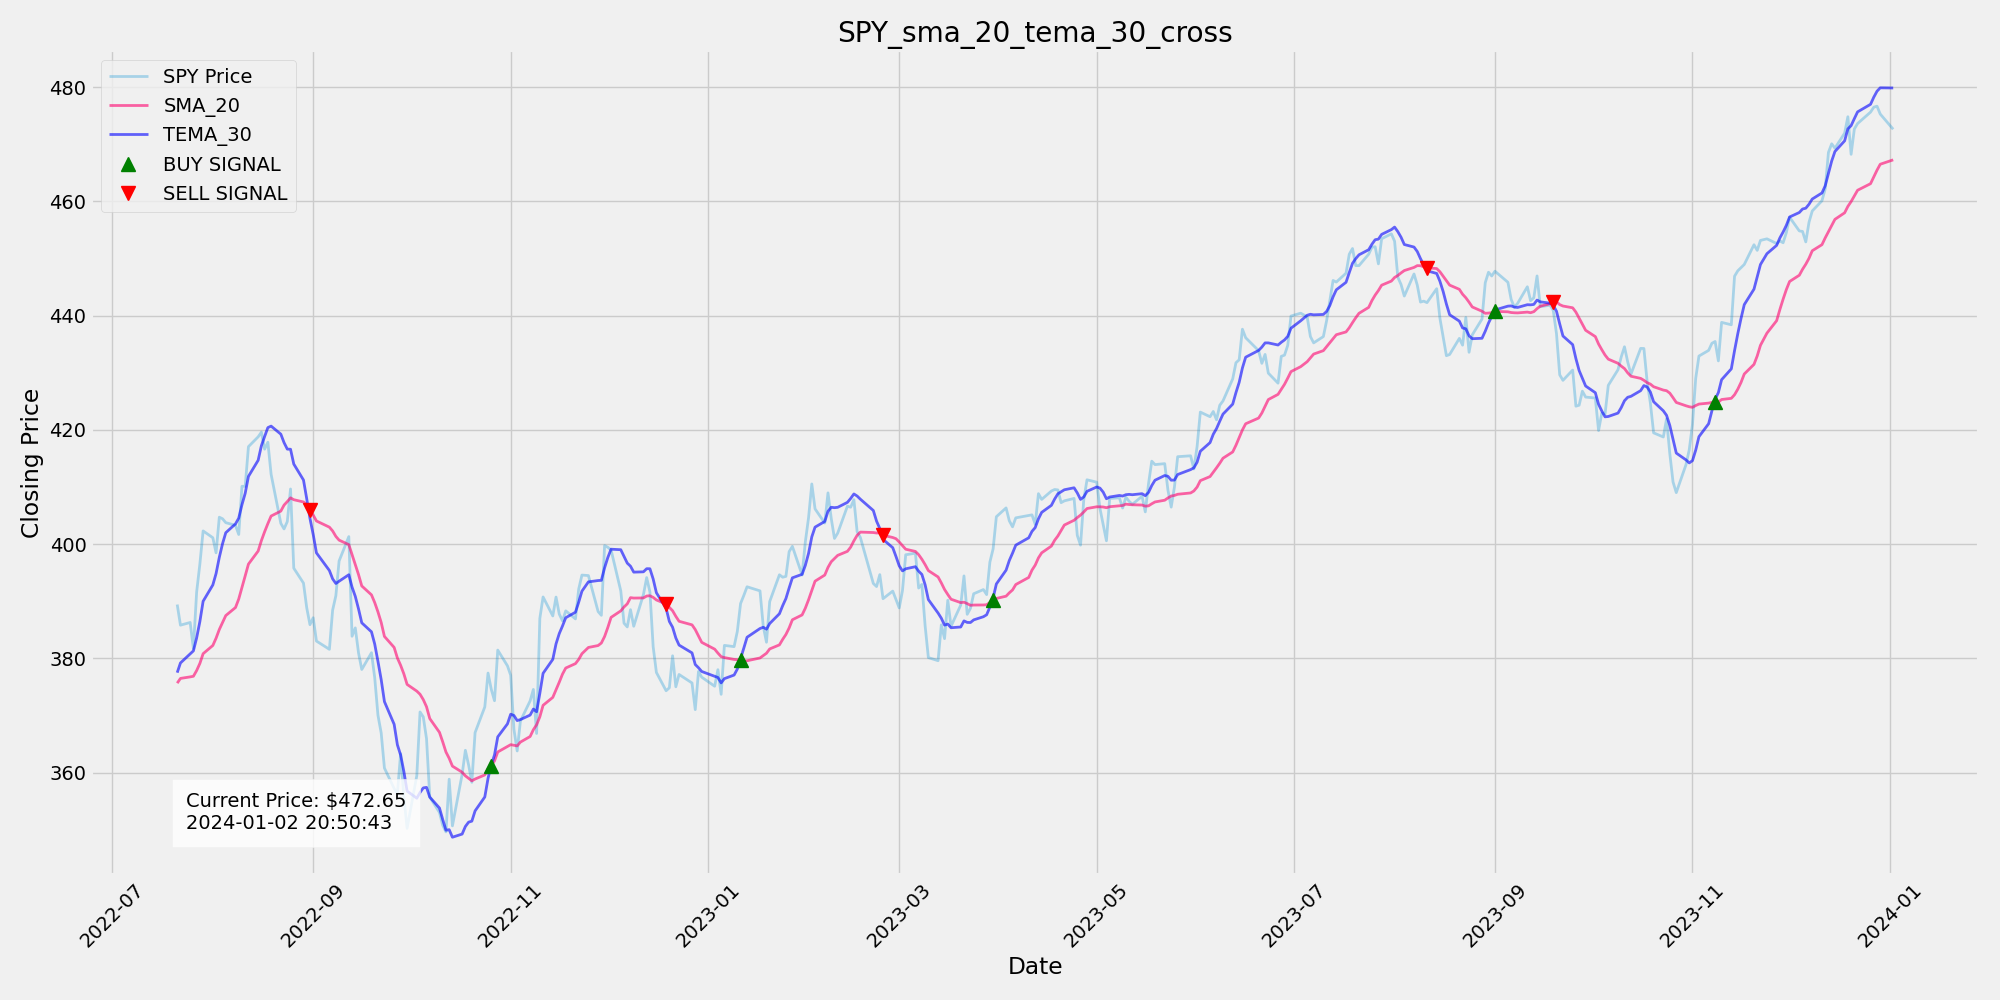 SPY_sma_20_tema_30_cross
SPY Price
SMA_20
TEMA_30
BUY SIGNAL
SELL SIGNAL
Closing Price
480
460
440
420
400
380
360
Current Price: $472.65
2024-01-02 20:50:43
2022-07
2022-09
2022-11
2023-01
2023-03
2023-05
2023-07
2023-09
2023-11
2024-01
Date